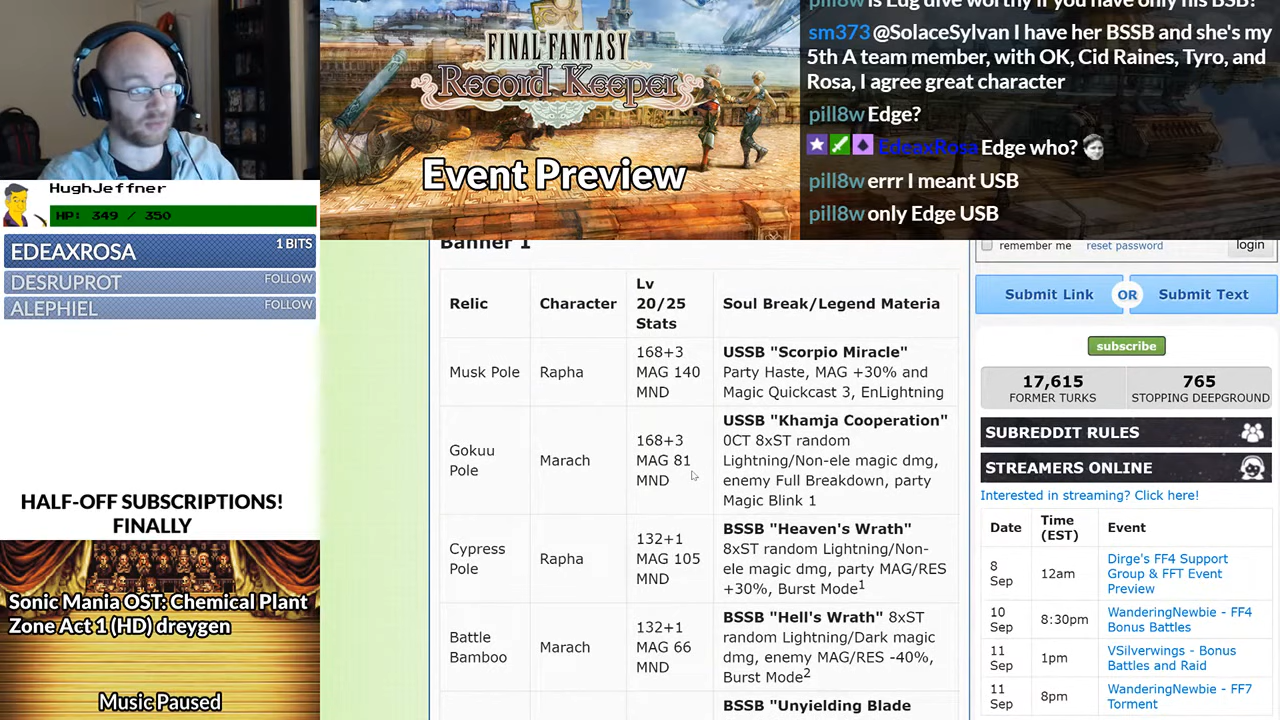 pill8w is Edg dive worthy if you have only his BSB?
sm373 @SolaceSylvan I have her BSSB and she's my
5th A team member, with OK, Cid Raines, Tyro, and
Rosa, I agree great character
pill8w Edge?
EdeaxRosa Edge who?
pill8w errr I meant USB
pill8w only Edge USB
FINAL FANTASY
Record Keeper
Event Preview
HughJeffner
HP: 349 / 350
EDEAXROSA 1 BITS
DESRUPROT FOLLOW
ALEPHIEL FOLLOW
HALF-OFF SUBSCRIPTIONS!
FINALLY
Sonic Mania OST: Chemical Plant
Zone Act 1 (HD) dreygen
Music Paused
Banner 1
Relic Character Lv 20/25 Stats Soul Break/Legend Materia
Musk Pole
Rapha
168+3
MAG 140
MND
USSB "Scorpio Miracle"
Party Haste, MAG +30% and
Magic Quickcast 3, EnLightning
Gokuu
Pole
Marach
168+3
MAG 81
MND
USSB "Khamja Cooperation"
0CT 8xST random
Lightning/Non-ele magic dmg,
enemy Full Breakdown, party
Magic Blink 1
Cypress
Pole
Rapha
132+1
MAG 105
MND
BSSB "Heaven's Wrath"
8xST random Lightning/Non-
ele magic dmg, party MAG/RES
+30%, Burst Mode1
Battle
Bamboo
Marach
132+1
MAG 66
MND
BSSB "Hell's Wrath" 8xST
random Lightning/Dark magic
dmg, enemy MAG/RES -40%,
Burst Mode2
BSSB "Unyielding Blade
remember me reset password login
Submit Link OR Submit Text
subscribe
17,615 765
FORMER TURKS STOPPING DEEPGROUND
SUBREDDIT RULES
STREAMERS ONLINE
Interested in streaming? Click here!
Date Time (EST) Event
8
Sep
12am
Dirge's FF4 Support
Group & FFT Event
Preview
10
Sep
8:30pm
WanderingNewbie - FF4
Bonus Battles
11
Sep
1pm
VSilverwings - Bonus
Battles and Raid
11
Sep
8pm
WanderingNewbie - FF7
Torment